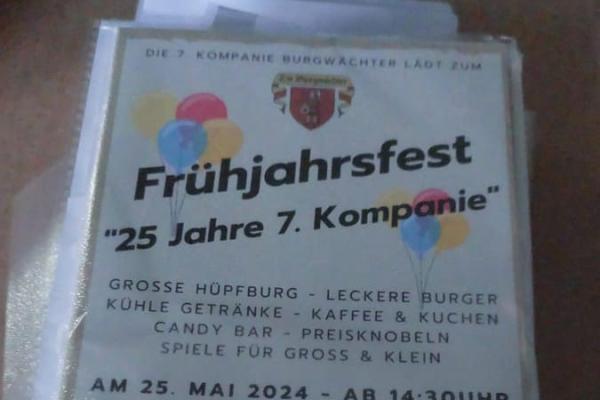 DIE 7. KOMPANIE BURGWÄCHTER LÄDT ZUM
Frühjahrsfest
"25 Jahre 7. Kompanie"
GROSSE HÜPFBURG - LECKERE BURGER
KÜHLE GETRÄNKE - KAFFEE & KUCHEN
CANDY BAR - PREISKNOBELN
SPIELE FÜR GROSS & KLEIN
AM 25. MAI 2024 - AB 14:30UHR